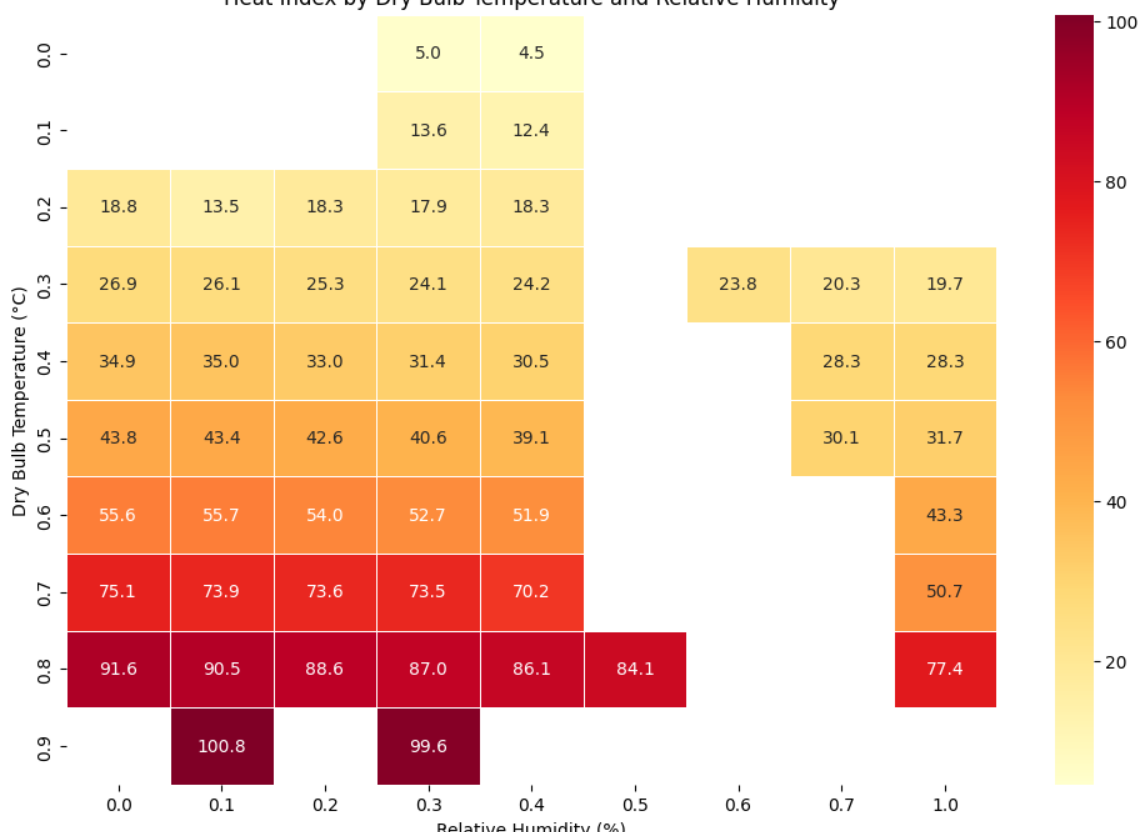 Heat Index by Dry Bulb Temperature and Relative Humidity
Dry Bulb Temperature (°C)
0.0 5.0 4.5
0.1 13.6 12.4
0.2 18.8 13.5 18.3 17.9 18.3
0.3 26.9 26.1 25.3 24.1 24.2 23.8 20.3 19.7
0.4 34.9 35.0 33.0 31.4 30.5 28.3 28.3
0.5 43.8 43.4 42.6 40.6 39.1 30.1 31.7
0.6 55.6 55.7 54.0 52.7 51.9 43.3
0.7 75.1 73.9 73.6 73.5 70.2 50.7
0.8 91.6 90.5 88.6 87.0 86.1 84.1 77.4
0.9 100.8 99.6
0.0 0.1 0.2 0.3 0.4 0.5 0.6 0.7 1.0
Relative Humidity (%)
100
80
60
40
20